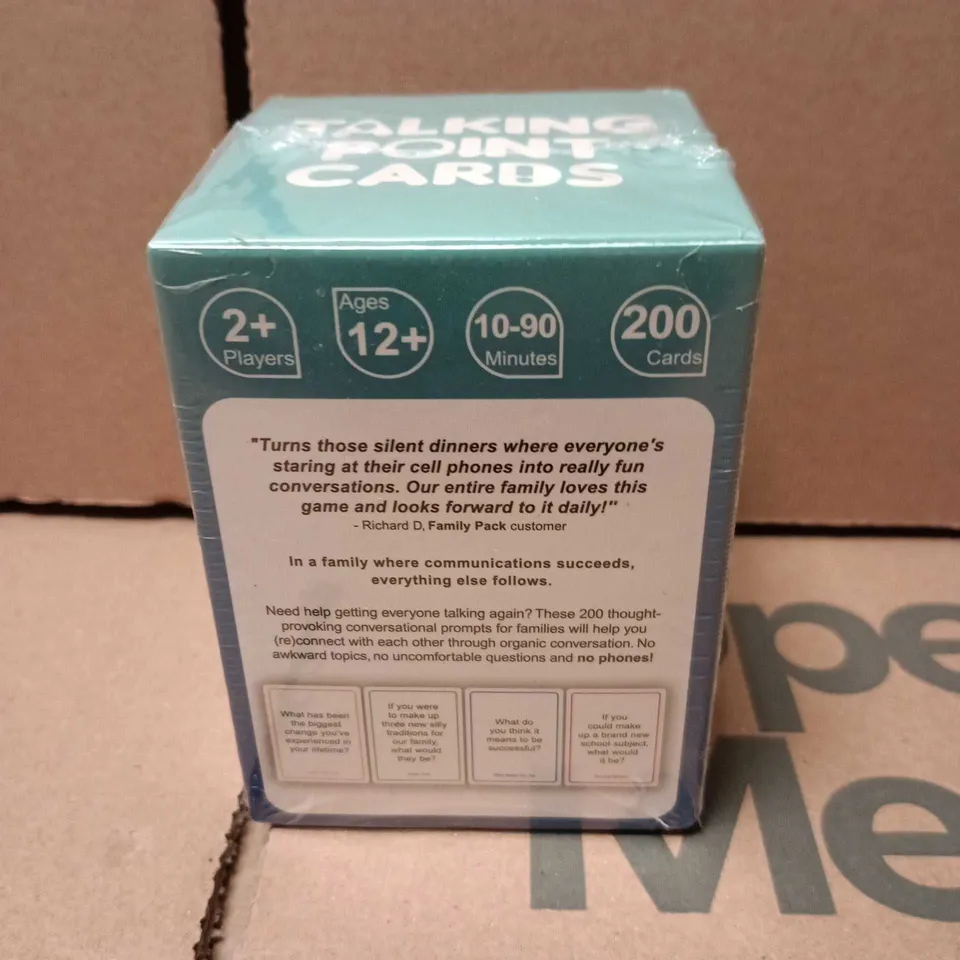 TALKING
POINT
CARDS
2+
Players
Ages
12+
10-90
Minutes
200
Cards
"Turns those silent dinners where everyone's
staring at their cell phones into really fun
conversations. Our entire family loves this
game and looks forward to it daily!"
- Richard D, Family Pack customer
In a family where communications succeeds,
everything else follows.
Need help getting everyone talking again? These 200 thought-
provoking conversational prompts for families will help you
(re)connect with each other through organic conversation. No
awkward topics, no uncomfortable questions and no phones!
What has been
the biggest
change you've
experienced in
your lifetime?
If you were
to make up
three new silly
traditions for
our family,
what would
they be?
What do
you think it
means to be
successful?
If you
could make
up a brand new
school subject,
what would
it be?
pe
Me